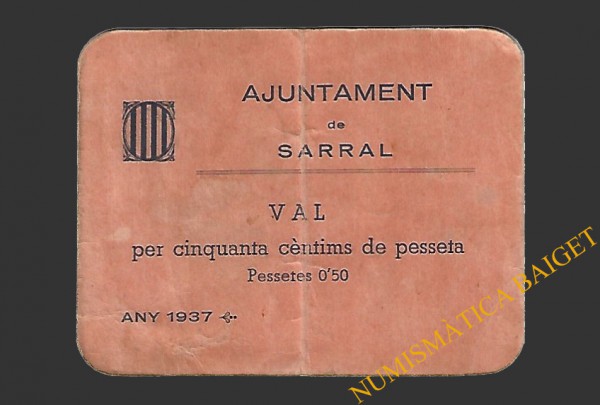 AJUNTAMENT
de
SARRAL
VAL
per cinquanta cèntims de pesseta
Pessetes 0'50
ANY 1937
NUMISMÀTICA BAIGET